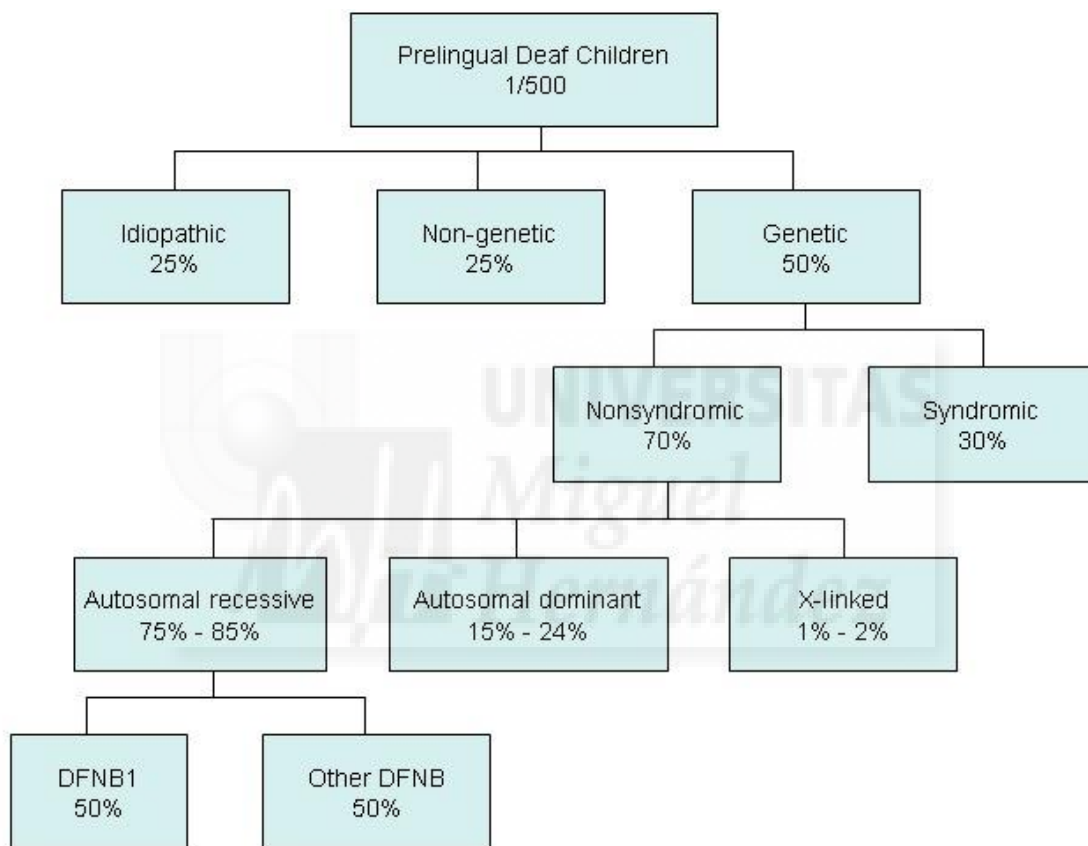 Prelingual Deaf Children
1/500
Idiopathic
25%
Non-genetic
25%
Genetic
50%
Nonsyndromic
70%
Syndromic
30%
UNIVERSITAS
Miguel
Hernández
Autosomal recessive
75% - 85%
Autosomal dominant
15% - 24%
X-linked
1% - 2%
DFNB1
50%
Other DFNB
50%